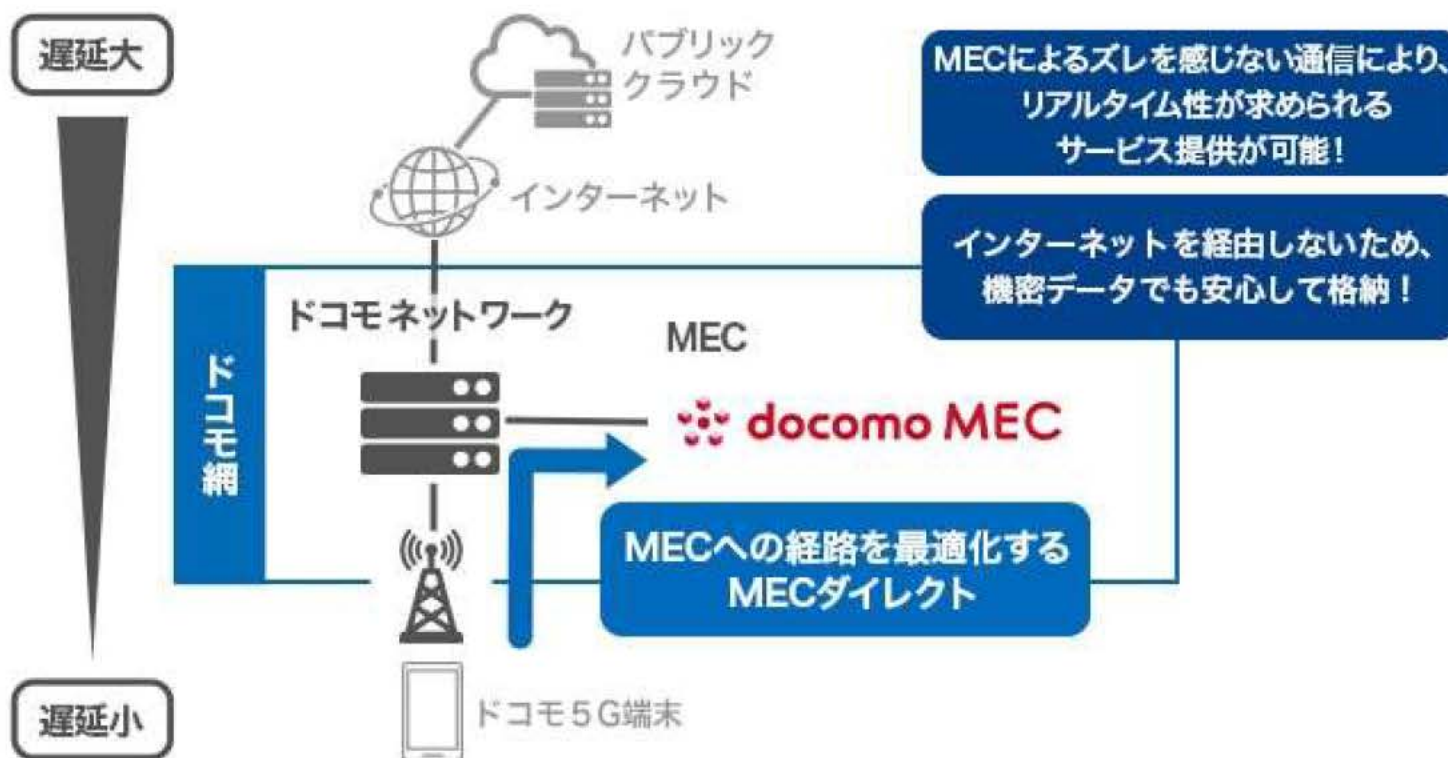 遅延大
パブリック
クラウド
インターネット
MECによるズレを感じない通信により、
リアルタイム性が求められる
サービス提供が可能！
インターネットを経由しないため、
機密データでも安心して格納！
ドコモ網
ドコモネットワーク
MEC
docomo MEC
MECへの経路を最適化する
MECダイレクト
遅延小
ドコモ5G端末